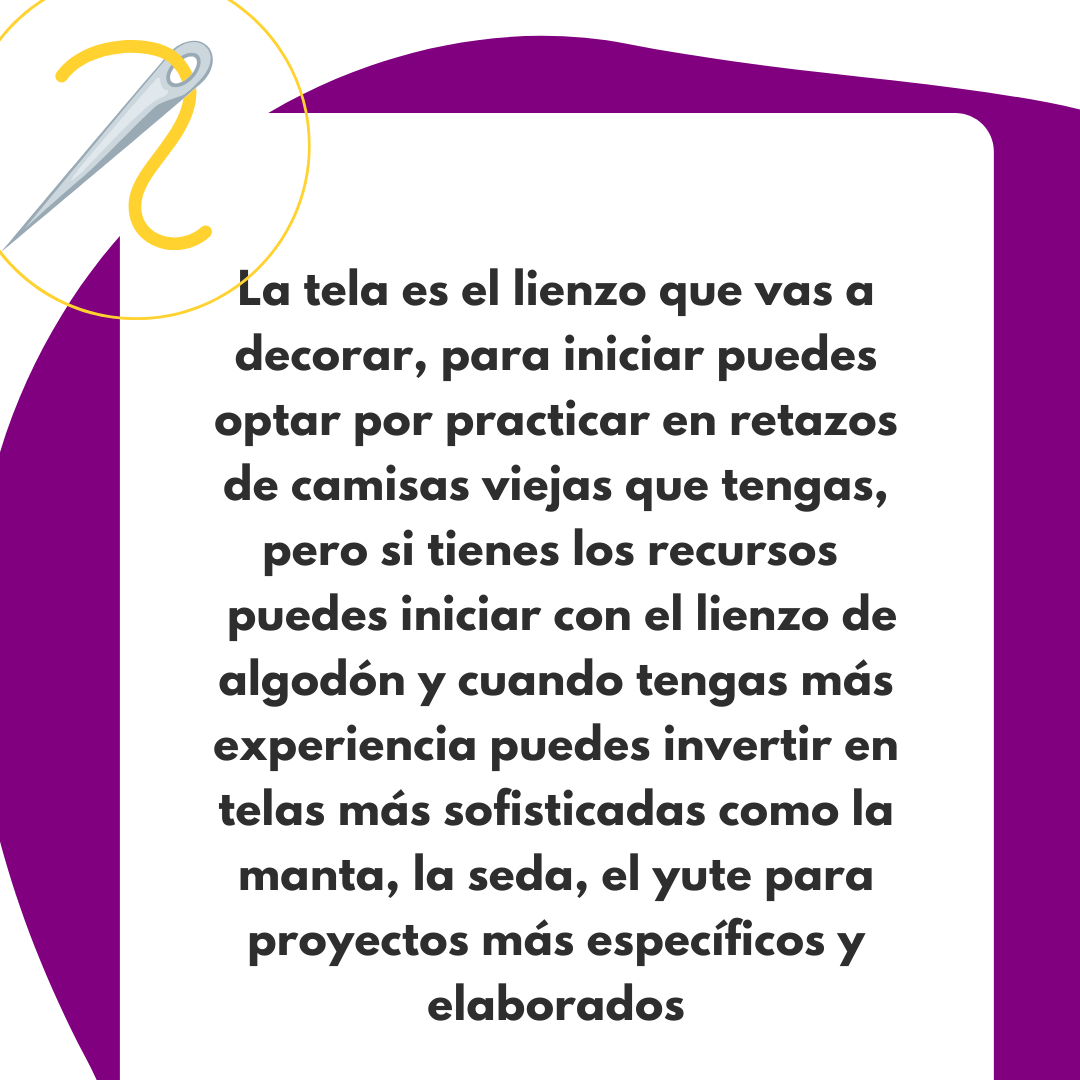 La tela es el lienzo que vas a
decorar, para iniciar puedes
optar por practicar en retazos
de camisas viejas que tengas,
pero si tienes los recursos
puedes iniciar con el lienzo de
algodón y cuando tengas más
experiencia puedes invertir en
telas más sofisticadas como la
manta, la seda, el yute para
proyectos más específicos y
elaborados